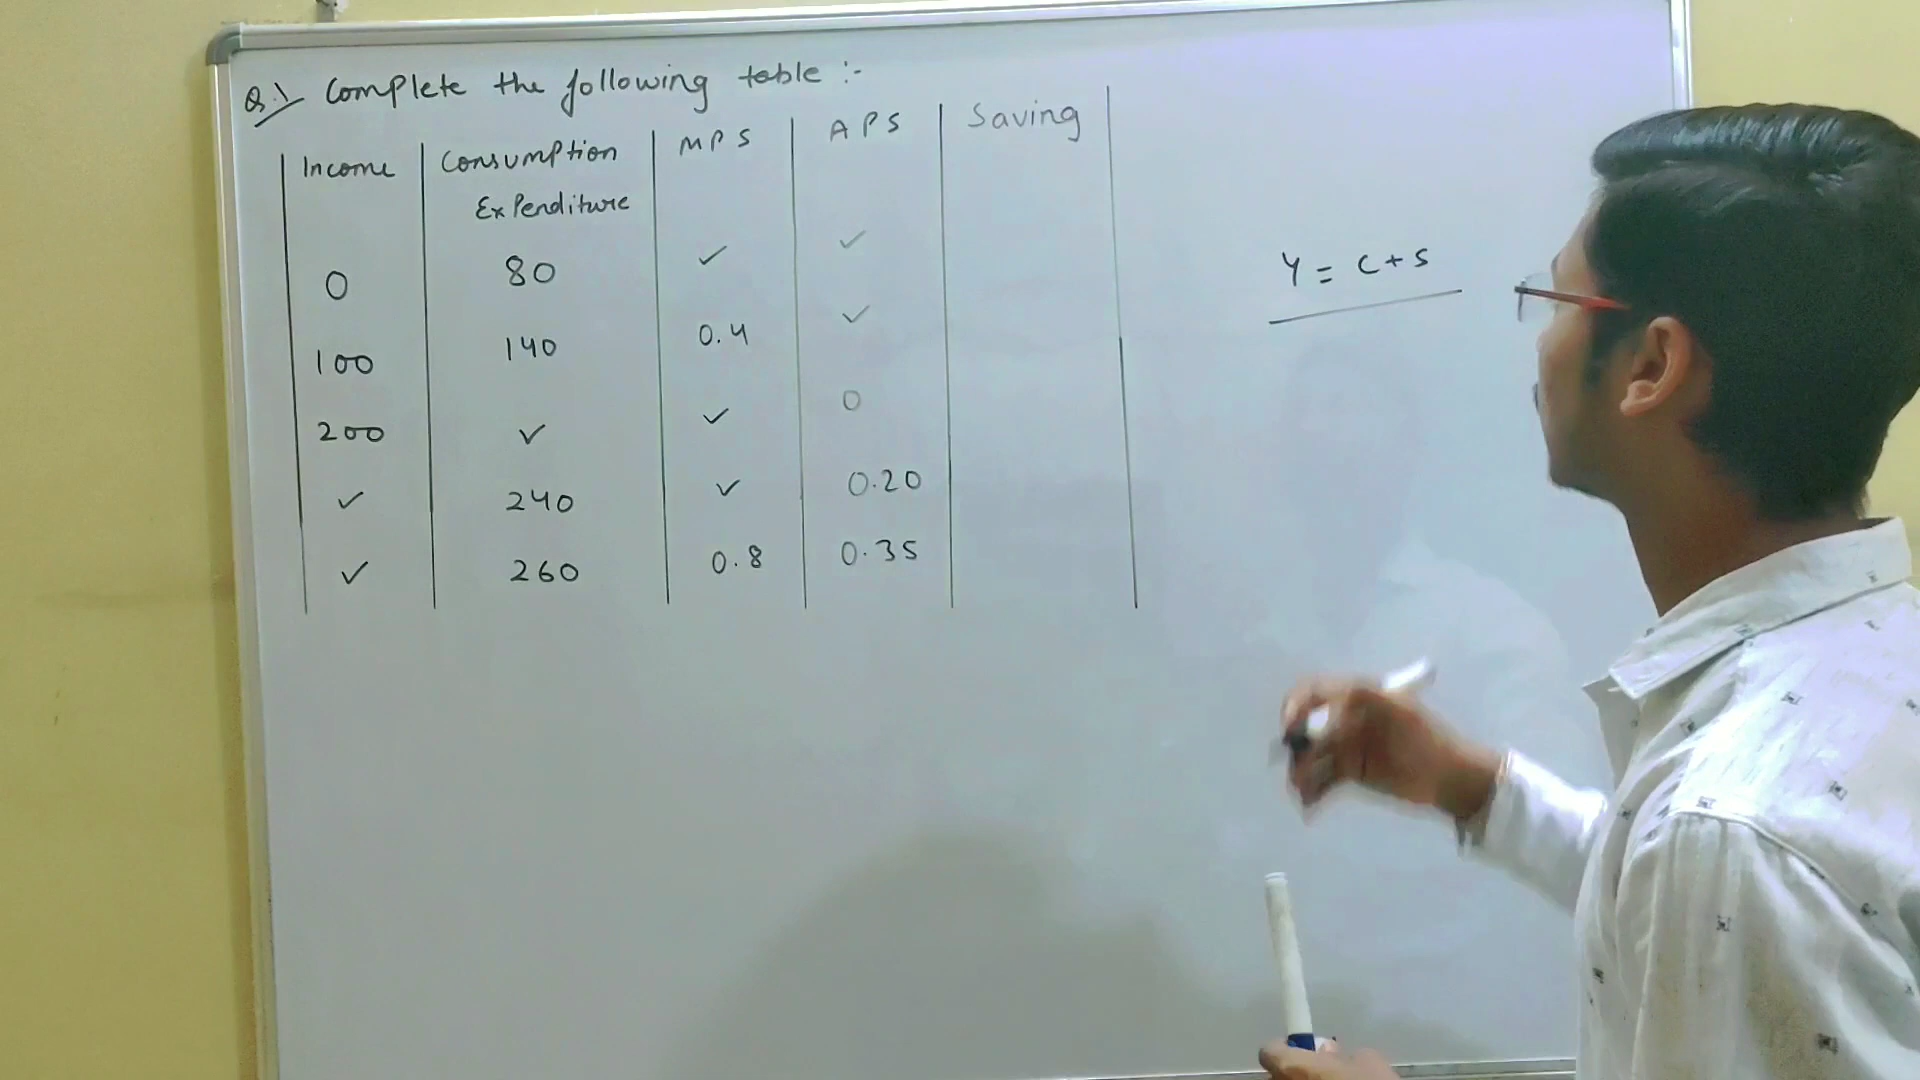 Q.1 Complete the following table :-
Income | Consumption Expenditure | MPS | APS | Saving
0 | 80 | ✓ | ✓
100 | 140 | 0.4 | ✓
200 | ✓ | ✓ | 0
✓ | 240 | ✓ | 0.20
✓ | 260 | 0.8 | 0.35
Y = C + S